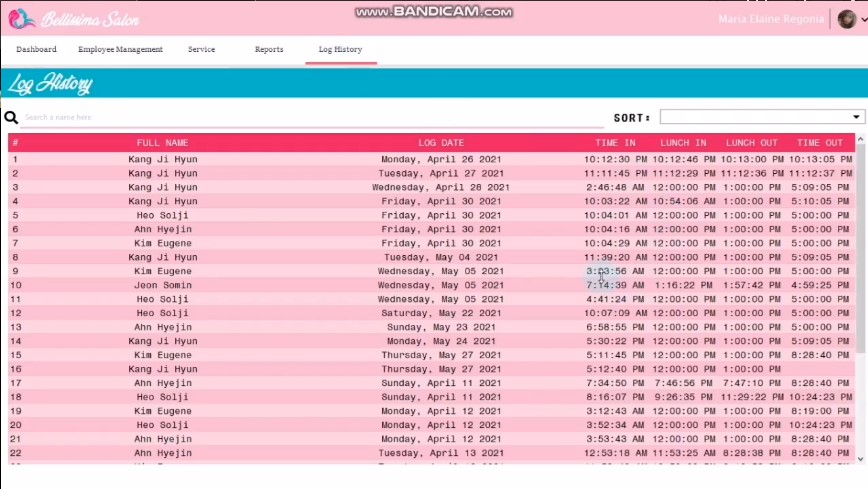 www.BANDICAM.com
Bellissima Salon
Maria Elaine Regonia
Dashboard Employee Management Service Reports Log History
Log History
Search a name here
SORT:
# FULL NAME LOG DATE TIME IN LUNCH IN LUNCH OUT TIME OUT
1 Kang Ji Hyun Monday, April 26 2021 10:12:30 PM 10:12:46 PM 10:13:00 PM 10:13:05 PM
2 Kang Ji Hyun Tuesday, April 27 2021 11:11:45 PM 11:12:29 PM 11:12:36 PM 11:12:37 PM
3 Kang Ji Hyun Wednesday, April 28 2021 2:46:48 AM 12:00:00 PM 1:00:00 PM 5:09:05 PM
4 Kang Ji Hyun Friday, April 30 2021 10:03:22 AM 10:54:06 AM 1:00:00 PM 5:10:05 PM
5 Heo Solji Friday, April 30 2021 10:04:01 AM 12:00:00 PM 1:00:00 PM 5:00:00 PM
6 Ahn Hyejin Friday, April 30 2021 10:04:16 AM 12:00:00 PM 1:00:00 PM 5:00:00 PM
7 Kim Eugene Friday, April 30 2021 10:04:29 AM 12:00:00 PM 1:00:00 PM 5:00:00 PM
8 Kang Ji Hyun Tuesday, May 04 2021 11:39:20 AM 12:00:00 PM 1:00:00 PM 5:09:05 PM
9 Kim Eugene Wednesday, May 05 2021 3:03:56 AM 12:00:00 PM 1:00:00 PM 5:00:00 PM
10 Jeon Somin Wednesday, May 05 2021 7:14:39 AM 1:16:22 PM 1:57:42 PM 4:59:25 PM
11 Heo Solji Wednesday, May 05 2021 4:41:24 PM 12:00:00 PM 1:00:00 PM 5:00:00 PM
12 Heo Solji Saturday, May 22 2021 10:07:09 AM 12:00:00 PM 1:00:00 PM 5:00:00 PM
13 Ahn Hyejin Sunday, May 23 2021 6:58:55 PM 12:00:00 PM 1:00:00 PM 5:00:00 PM
14 Kang Ji Hyun Monday, May 24 2021 5:30:22 PM 12:00:00 PM 1:00:00 PM 5:09:05 PM
15 Kim Eugene Thursday, May 27 2021 5:11:45 PM 12:00:00 PM 1:00:00 PM 8:28:40 PM
16 Kang Ji Hyun Thursday, May 27 2021 5:12:40 PM 12:00:00 PM 1:00:00 PM
17 Ahn Hyejin Sunday, April 11 2021 7:34:50 PM 7:46:56 PM 7:47:10 PM 8:28:40 PM
18 Heo Solji Sunday, April 11 2021 8:16:07 PM 9:26:35 PM 11:29:22 PM 10:24:23 PM
19 Kim Eugene Monday, April 12 2021 3:12:43 AM 12:00:00 PM 1:00:00 PM 8:19:00 PM
20 Heo Solji Monday, April 12 2021 3:52:34 AM 12:00:00 PM 1:00:00 PM 10:24:23 PM
21 Ahn Hyejin Monday, April 12 2021 3:53:43 AM 12:00:00 PM 1:00:00 PM 8:28:40 PM
22 Ahn Hyejin Tuesday, April 13 2021 12:53:18 AM 11:53:25 AM 8:28:38 PM 8:28:40 PM